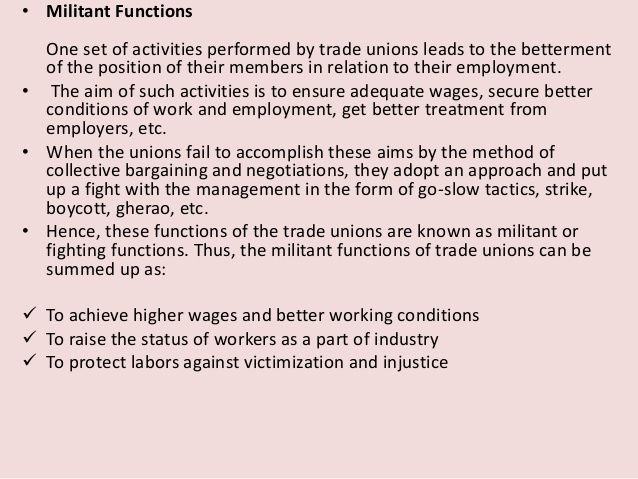 • Militant Functions
One set of activities performed by trade unions leads to the betterment
of the position of their members in relation to their employment.
• The aim of such activities is to ensure adequate wages, secure better
conditions of work and employment, get better treatment from
employers, etc.
• When the unions fail to accomplish these aims by the method of
collective bargaining and negotiations, they adopt an approach and put
up a fight with the management in the form of go-slow tactics, strike,
boycott, gherao, etc.
• Hence, these functions of the trade unions are known as militant or
fighting functions. Thus, the militant functions of trade unions can be
summed up as:
✓ To achieve higher wages and better working conditions
✓ To raise the status of workers as a part of industry
✓ To protect labors against victimization and injustice